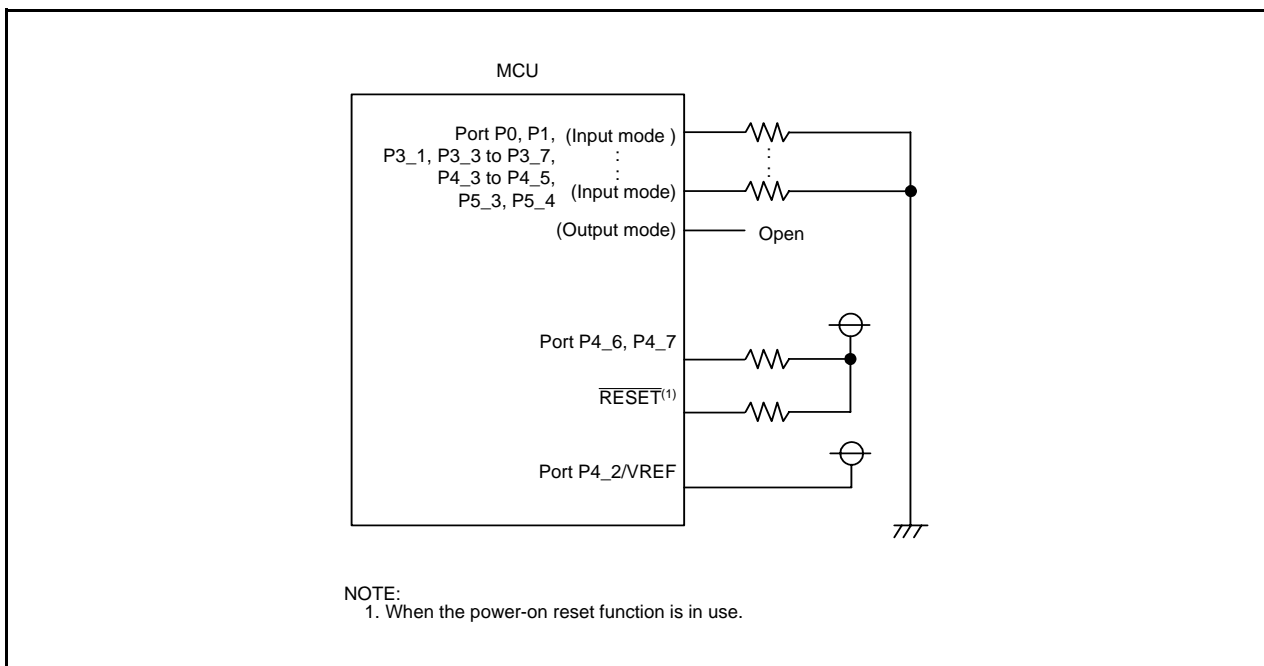 MCU
Port P0, P1, (Input mode )
P3_1, P3_3 to P3_7, :
P4_3 to P4_5, :
P5_3, P5_4 (Input mode)
(Output mode) Open
Port P4_6, P4_7
RESET(1)
Port P4_2/VREF
NOTE:
1. When the power-on reset function is in use.